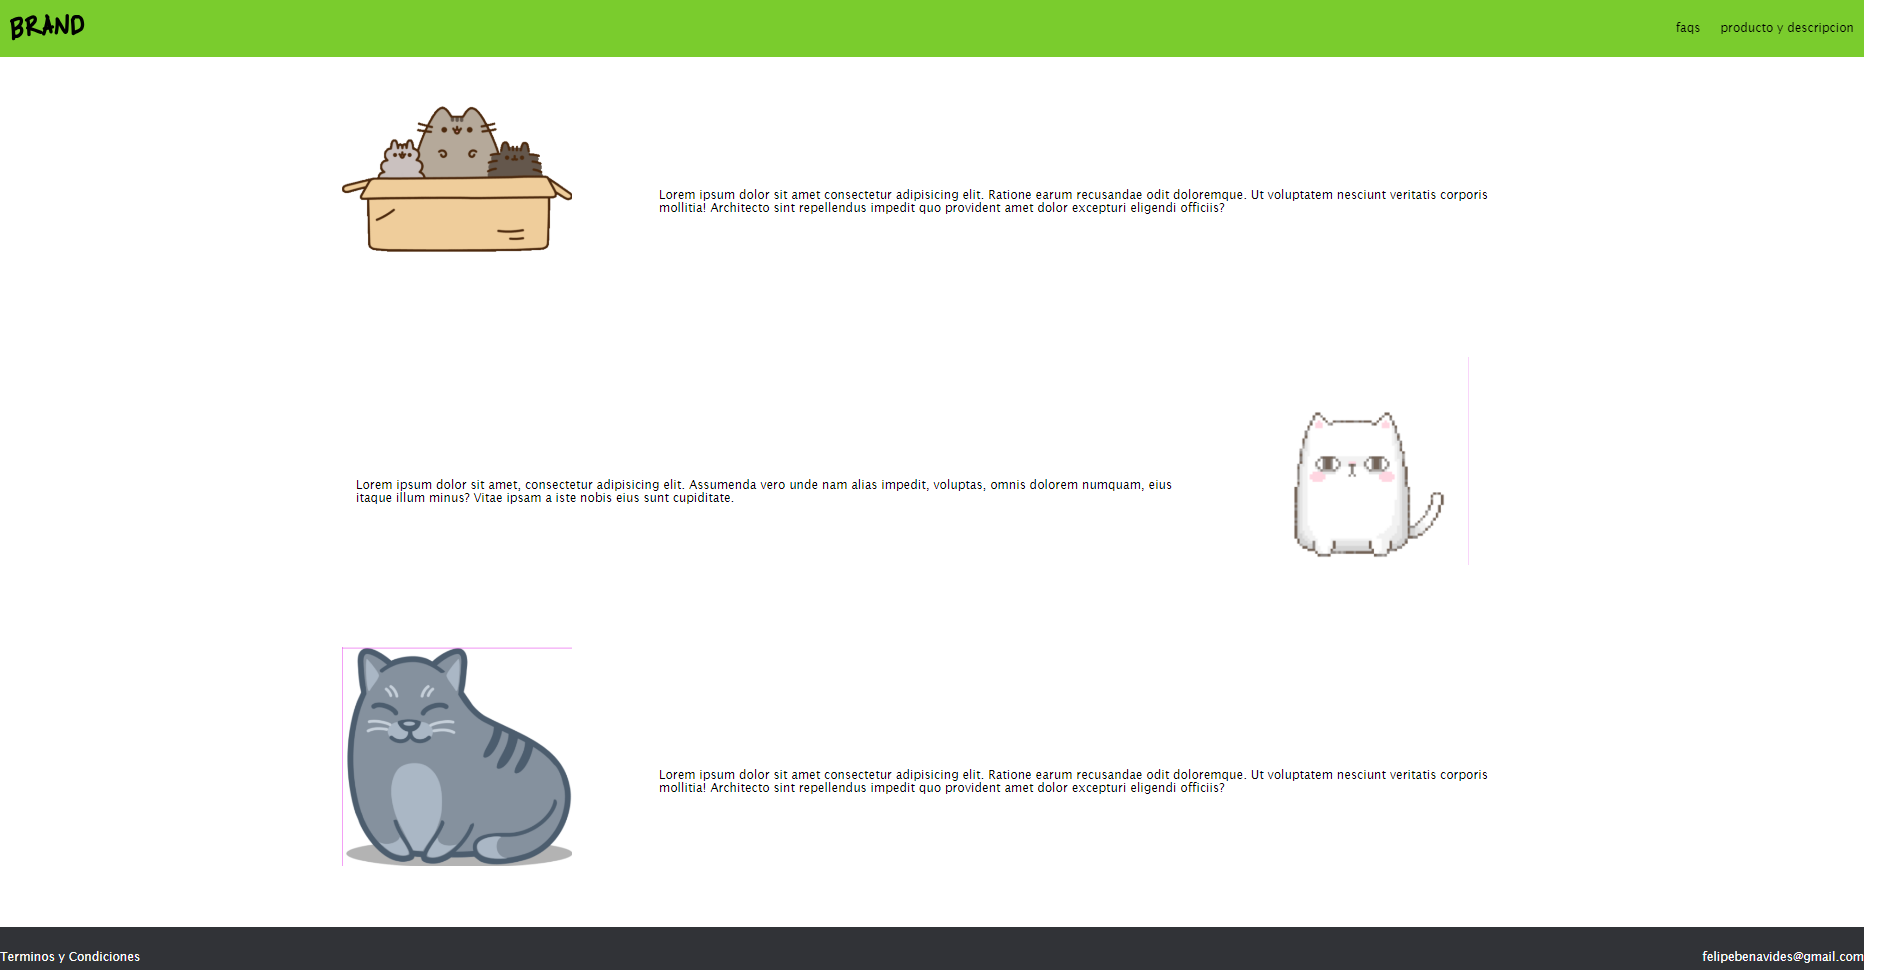 BRAND
faqs producto y descripcion
Lorem ipsum dolor sit amet consectetur adipisicing elit. Ratione earum recusandae odit doloremque. Ut voluptatem nesciunt veritatis corporis
mollitia! Architecto sint repellendus impedit quo provident amet dolor excepturi eligendi officiis?
Lorem ipsum dolor sit amet, consectetur adipisicing elit. Assumenda vero unde nam alias impedit, voluptas, omnis dolorem numquam, eius
itaque illum minus? Vitae ipsam a iste nobis eius sunt cupiditate.
Lorem ipsum dolor sit amet consectetur adipisicing elit. Ratione earum recusandae odit doloremque. Ut voluptatem nesciunt veritatis corporis
mollitia! Architecto sint repellendus impedit quo provident amet dolor excepturi eligendi officiis?
Terminos y Condiciones
felipebenavides@gmail.com